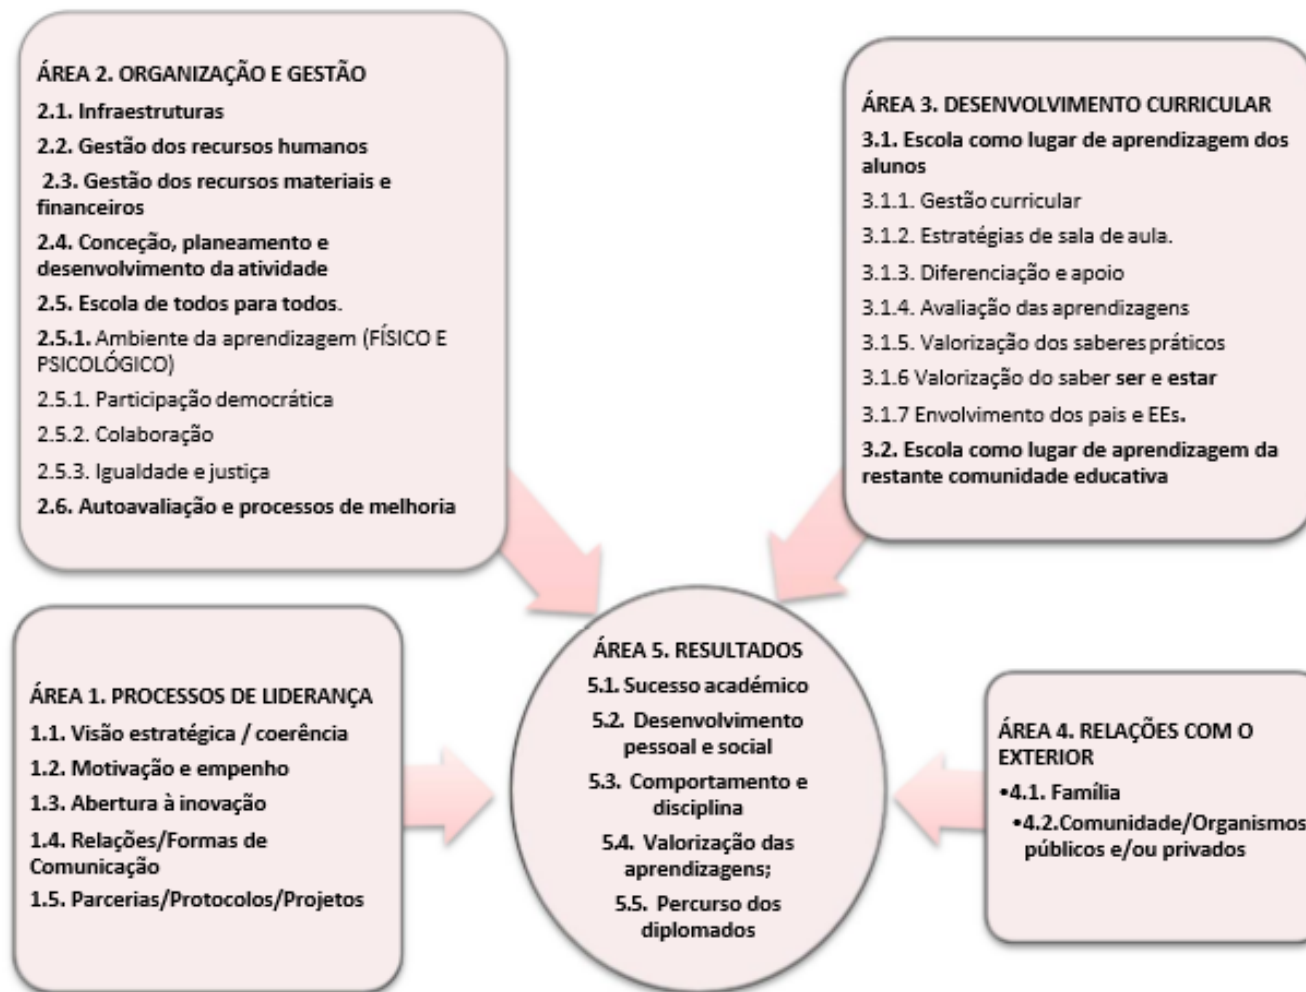 ÁREA 2. ORGANIZAÇÃO E GESTÃO
2.1. Infraestruturas
2.2. Gestão dos recursos humanos
2.3. Gestão dos recursos materiais e
financeiros
2.4. Conceção, planeamento e
desenvolvimento da atividade
2.5. Escola de todos para todos.
2.5.1. Ambiente da aprendizagem (FÍSICO E
PSICOLÓGICO)
2.5.1. Participação democrática
2.5.2. Colaboração
2.5.3. Igualdade e justiça
2.6. Autoavaliação e processos de melhoria
ÁREA 3. DESENVOLVIMENTO CURRICULAR
3.1. Escola como lugar de aprendizagem dos
alunos
3.1.1. Gestão curricular
3.1.2. Estratégias de sala de aula.
3.1.3. Diferenciação e apoio
3.1.4. Avaliação das aprendizagens
3.1.5. Valorização dos saberes práticos
3.1.6 Valorização do saber ser e estar
3.1.7 Envolvimento dos pais e EEs.
3.2. Escola como lugar de aprendizagem da
restante comunidade educativa
ÁREA 1. PROCESSOS DE LIDERANÇA
1.1. Visão estratégica / coerência
1.2. Motivação e empenho
1.3. Abertura à inovação
1.4. Relações/Formas de
Comunicação
1.5. Parcerias/Protocolos/Projetos
ÁREA 5. RESULTADOS
5.1. Sucesso académico
5.2. Desenvolvimento
pessoal e social
5.3. Comportamento e
disciplina
5.4. Valorização das
aprendizagens;
5.5. Percurso dos
diplomados
ÁREA 4. RELAÇÕES COM O
EXTERIOR
•4.1. Família
•4.2.Comunidade/Organismos
públicos e/ou privados